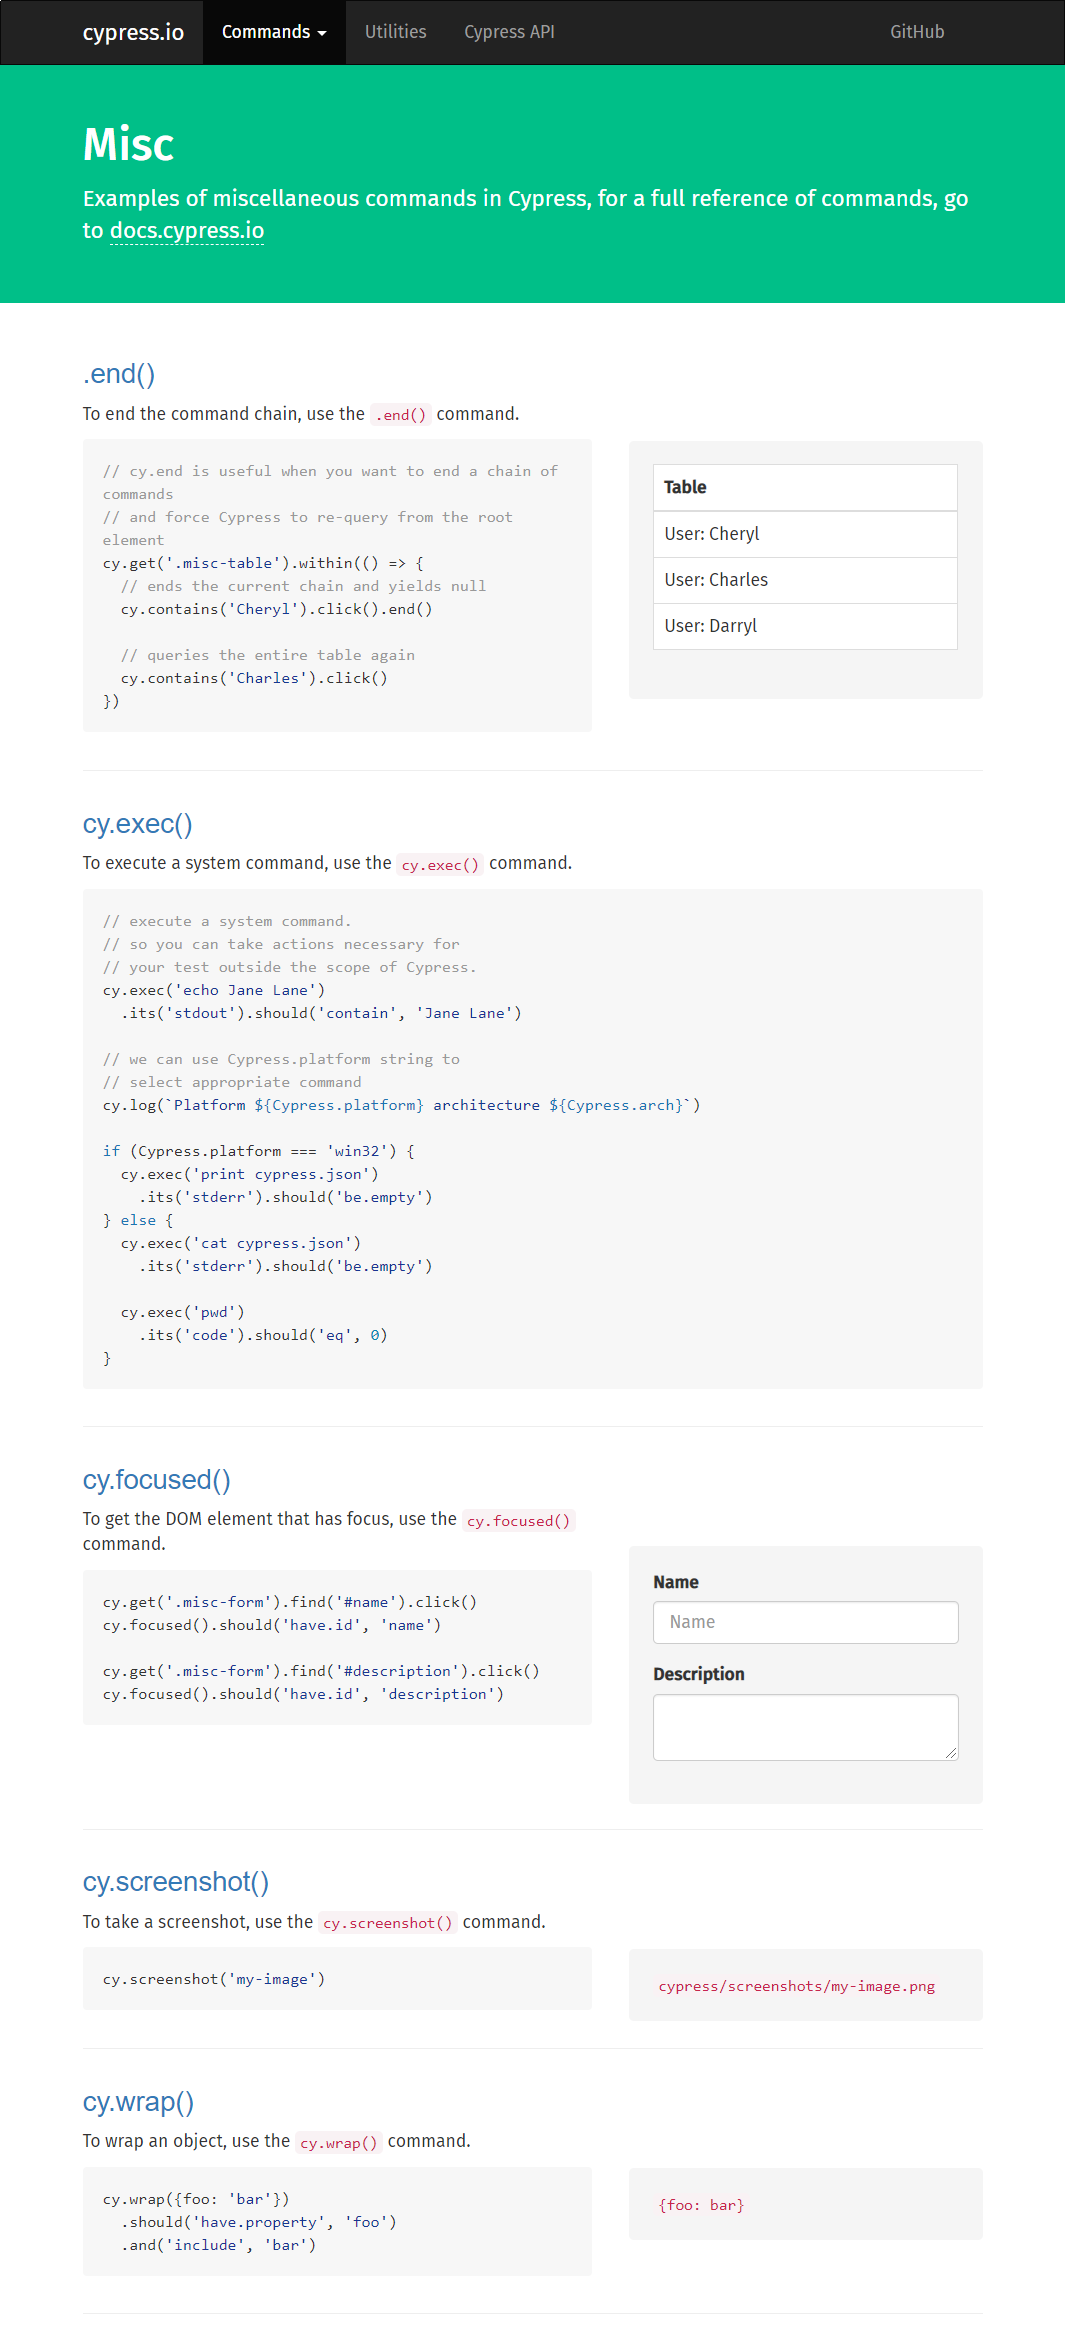 cypress.io Commands Utilities Cypress API GitHub
Misc
Examples of miscellaneous commands in Cypress, for a full reference of commands, go
to docs.cypress.io
.end()
To end the command chain, use the .end() command.
// cy.end is useful when you want to end a chain of
commands
// and force Cypress to re-query from the root
element
cy.get('.misc-table').within(() => {
  // ends the current chain and yields null
  cy.contains('Cheryl').click().end()
  // queries the entire table again
  cy.contains('Charles').click()
})
Table
User: Cheryl
User: Charles
User: Darryl
cy.exec()
To execute a system command, use the cy.exec() command.
// execute a system command.
// so you can take actions necessary for
// your test outside the scope of Cypress.
cy.exec('echo Jane Lane')
  .its('stdout').should('contain', 'Jane Lane')
// we can use Cypress.platform string to
// select appropriate command
cy.log(`Platform ${Cypress.platform} architecture ${Cypress.arch}`)
if (Cypress.platform === 'win32') {
  cy.exec('print cypress.json')
    .its('stderr').should('be.empty')
} else {
  cy.exec('cat cypress.json')
    .its('stderr').should('be.empty')
  cy.exec('pwd')
    .its('code').should('eq', 0)
}
cy.focused()
To get the DOM element that has focus, use the cy.focused()
command.
cy.get('.misc-form').find('#name').click()
cy.focused().should('have.id', 'name')
cy.get('.misc-form').find('#description').click()
cy.focused().should('have.id', 'description')
Name
Name
Description
cy.screenshot()
To take a screenshot, use the cy.screenshot() command.
cy.screenshot('my-image')
cypress/screenshots/my-image.png
cy.wrap()
To wrap an object, use the cy.wrap() command.
cy.wrap({foo: 'bar'})
  .should('have.property', 'foo')
  .and('include', 'bar')
{foo: bar}